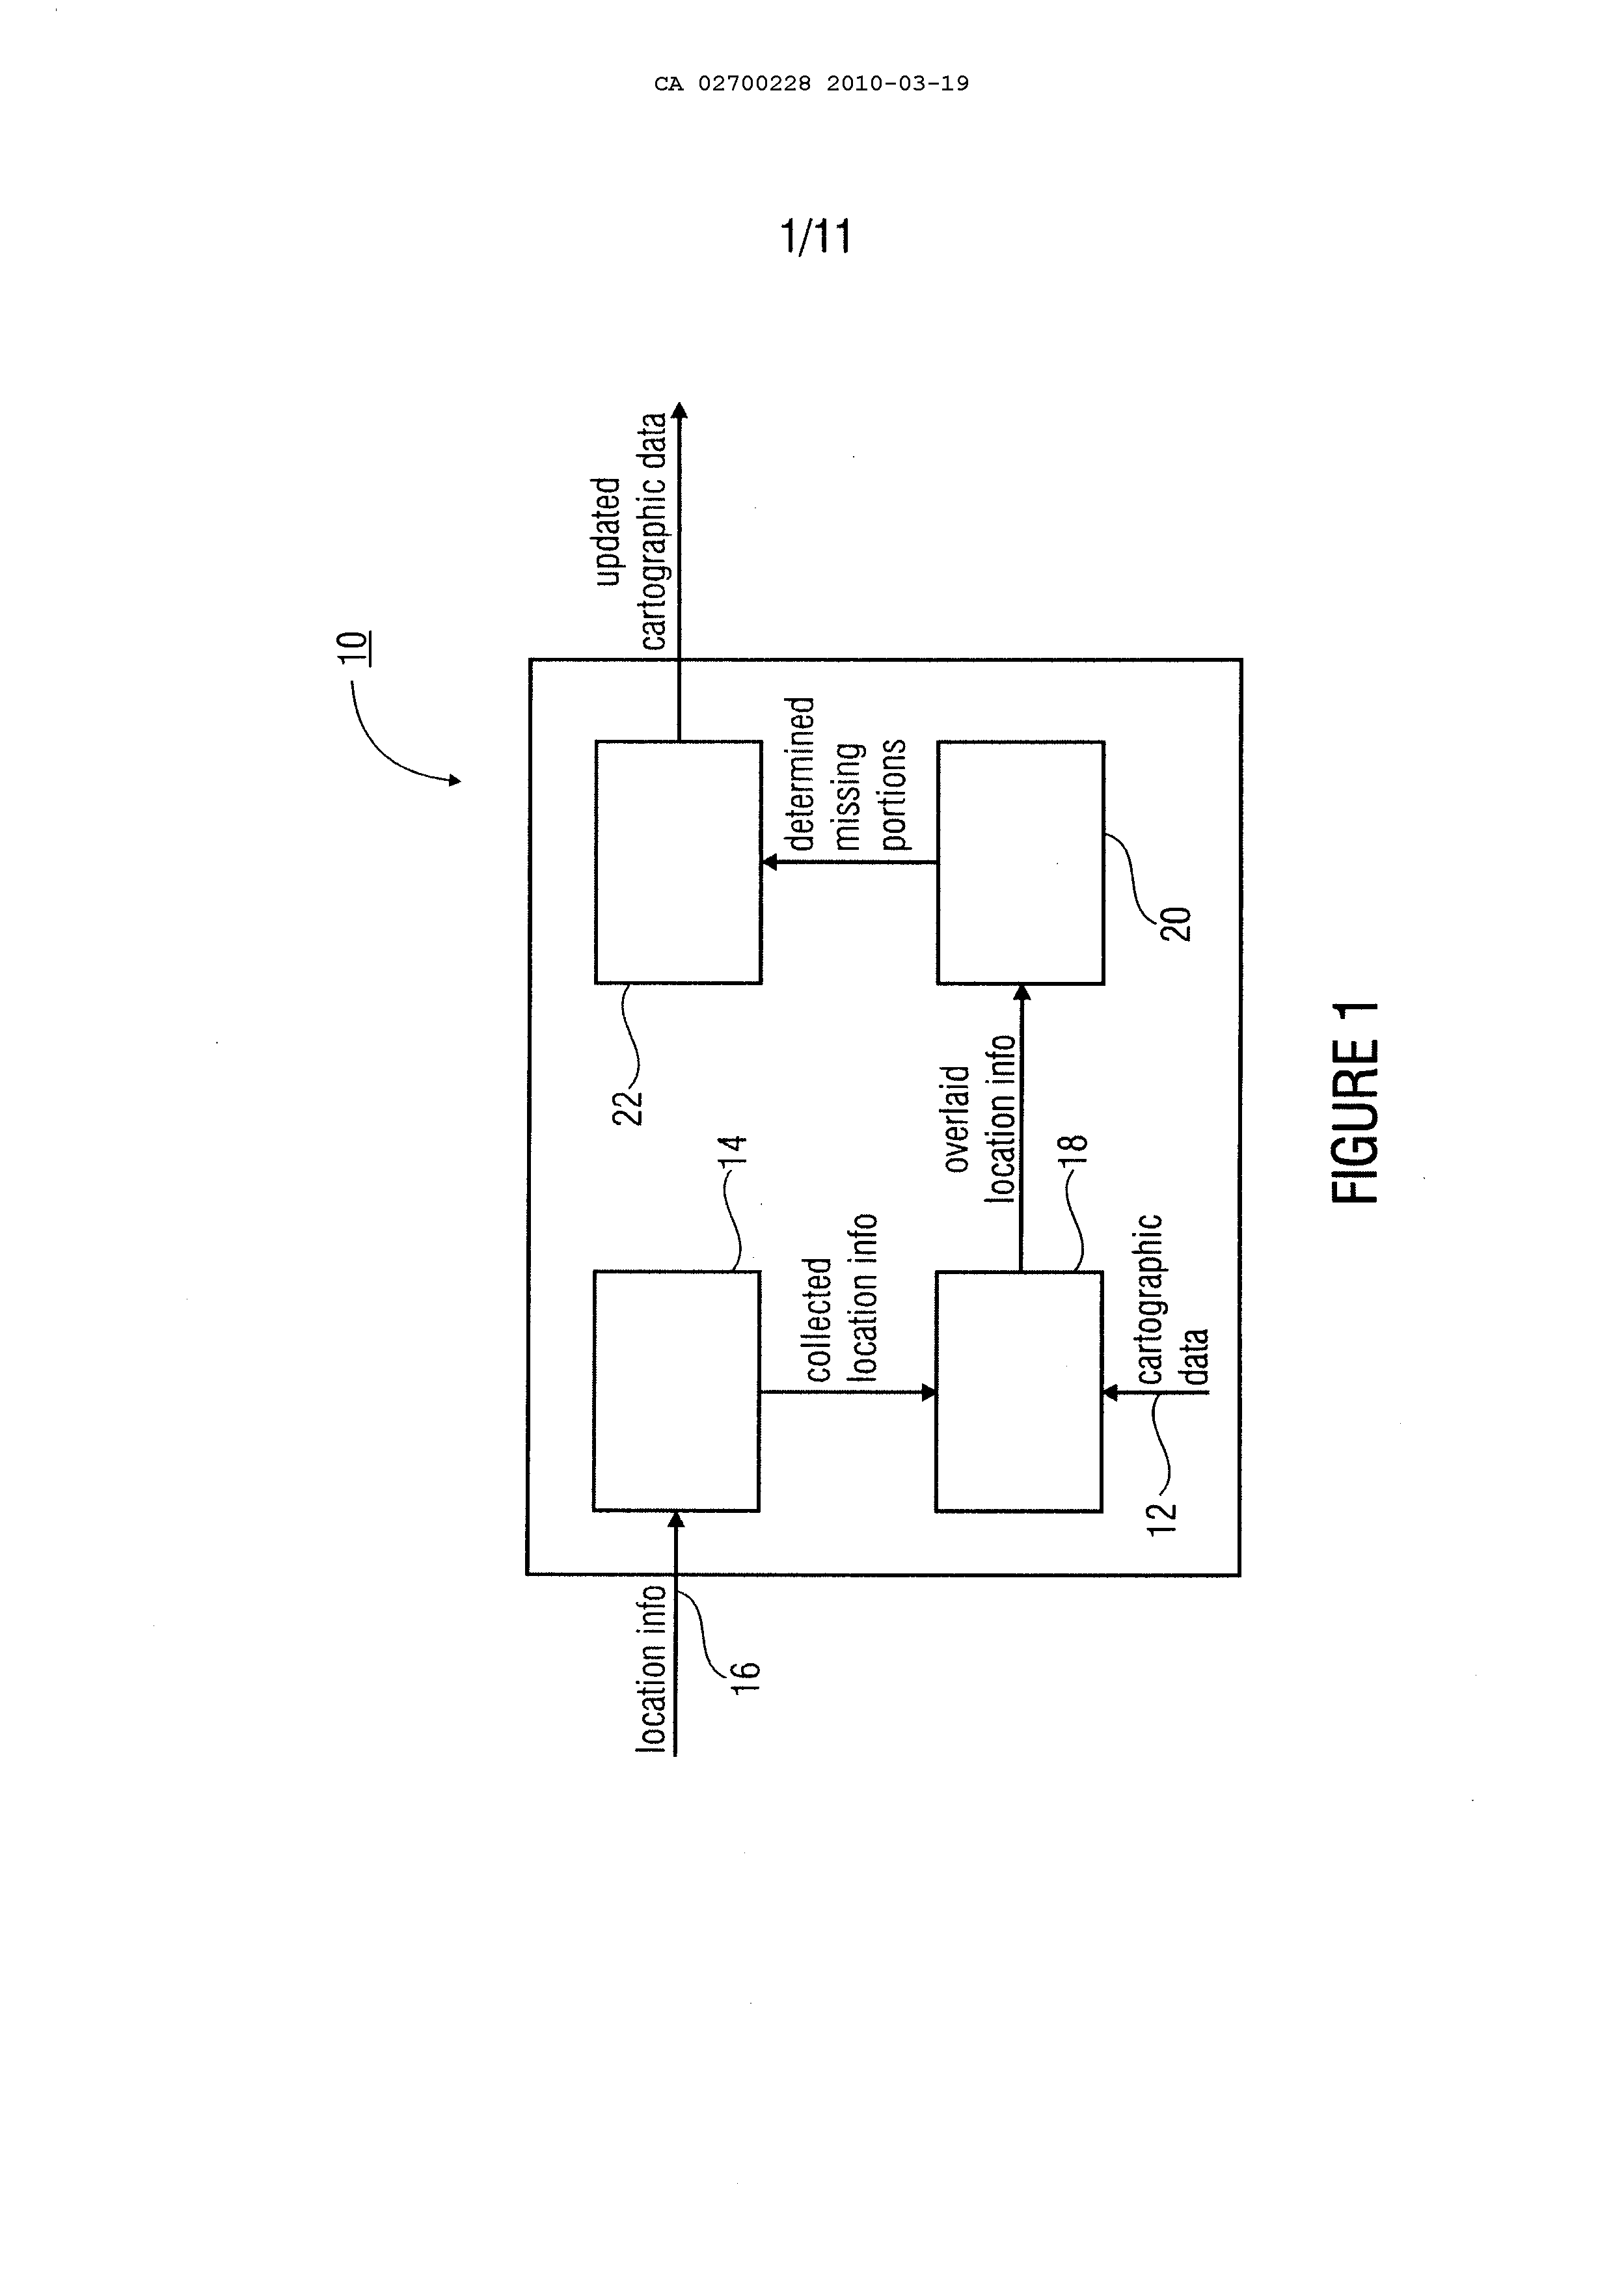 CA 02700228 2010-03-19
1/11
10
updated
cartographic data
22
determined
missing
portions
20
14
collected
location info
overlaid
location info
18
location info
16
cartographic
data
12
FIGURE 1